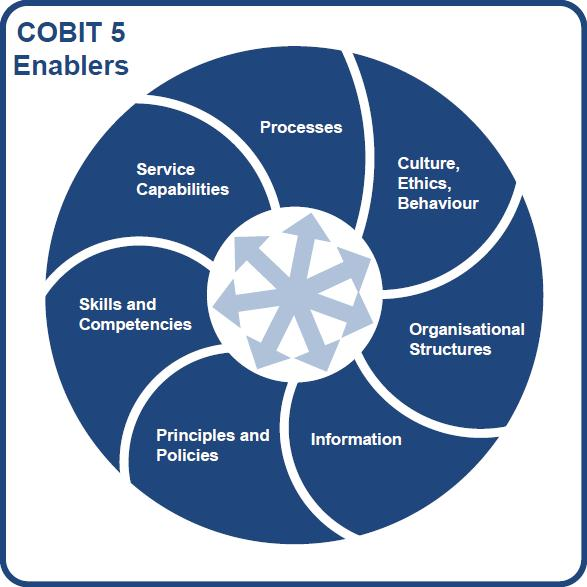 COBIT 5
Enablers
Processes
Culture,
Ethics,
Behaviour
Organisational
Structures
Information
Principles and
Policies
Skills and
Competencies
Service
Capabilities